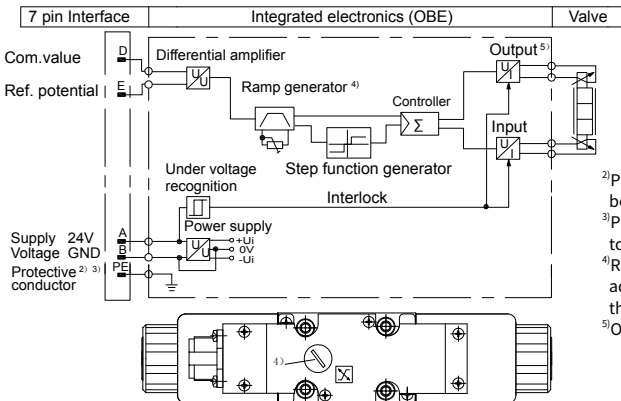 7 pin Interface
Integrated electronics (OBE)
Valve
Com.value
D
Differential amplifier
Output 5)
U
U
U
I
Ref. potential
E
Ramp generator 4)
Controller
Σ
Input
U
I
Step function generator
Under voltage
recognition
Interlock
Power supply
Supply 24V
A
U
U
+Ui
0V
-Ui
Voltage GND
B
Protective 2) 3)
PE
conductor
2)P
be
3)P
to
4)R
ac
th
5)O
4)